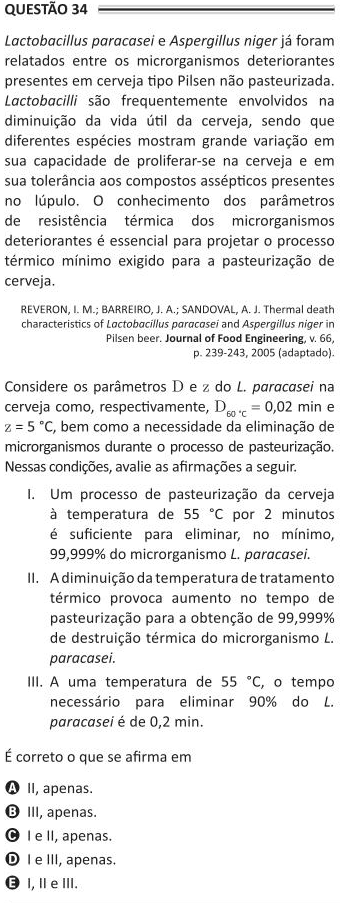 QUESTÃO 34
Lactobacillus paracasei e Aspergillus niger já foram
relatados entre os microrganismos deteriorantes
presentes em cerveja tipo Pilsen não pasteurizada.
Lactobacilli são frequentemente envolvidos na
diminuição da vida útil da cerveja, sendo que
diferentes espécies mostram grande variação em
sua capacidade de proliferar-se na cerveja e em
sua tolerância aos compostos assépticos presentes
no lúpulo. O conhecimento dos parâmetros
de resistência térmica dos microrganismos
deteriorantes é essencial para projetar o processo
térmico mínimo exigido para a pasteurização de
cerveja.
REVERON, I. M.; BARREIRO, J. A.; SANDOVAL, A. J. Thermal death
characteristics of Lactobacillus paracasei and Aspergillus niger in
Pilsen beer. Journal of Food Engineering, v. 66,
p. 239-243, 2005 (adaptado).
Considere os parâmetros D e z do L. paracasei na
cerveja como, respectivamente, D60 °C = 0,02 min e
z = 5 °C, bem como a necessidade da eliminação de
microrganismos durante o processo de pasteurização.
Nessas condições, avalie as afirmações a seguir.
I. Um processo de pasteurização da cerveja
à temperatura de 55 °C por 2 minutos
é suficiente para eliminar, no mínimo,
99,999% do microrganismo L. paracasei.
II. A diminuição da temperatura de tratamento
térmico provoca aumento no tempo de
pasteurização para a obtenção de 99,999%
de destruição térmica do microrganismo L.
paracasei.
III. A uma temperatura de 55 °C, o tempo
necessário para eliminar 90% do L.
paracasei é de 0,2 min.
É correto o que se afirma em
A II, apenas.
B III, apenas.
C I e II, apenas.
D I e III, apenas.
E I, II e III.